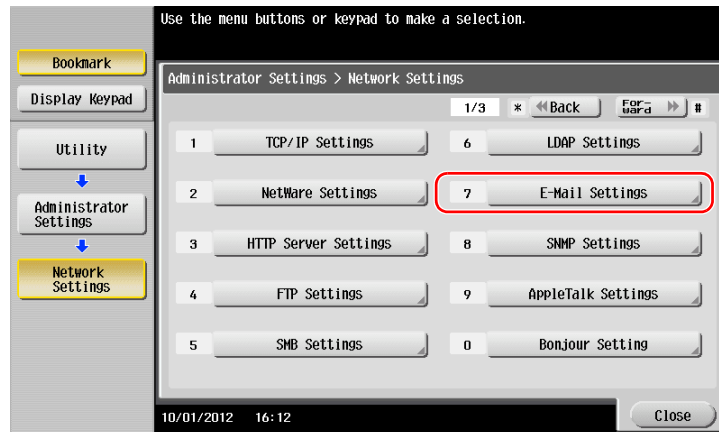 Use the menu buttons or keypad to make a selection.
Bookmark
Display Keypad
Utility
Administrator
Settings
Network
Settings
Administrator Settings > Network Settings
1/3 * Back For-
ward #
1 TCP/IP Settings
6 LDAP Settings
2 NetWare Settings
7 E-Mail Settings
3 HTTP Server Settings
8 SNMP Settings
4 FTP Settings
9 AppleTalk Settings
5 SMB Settings
0 Bonjour Setting
10/01/2012 16:12
Close